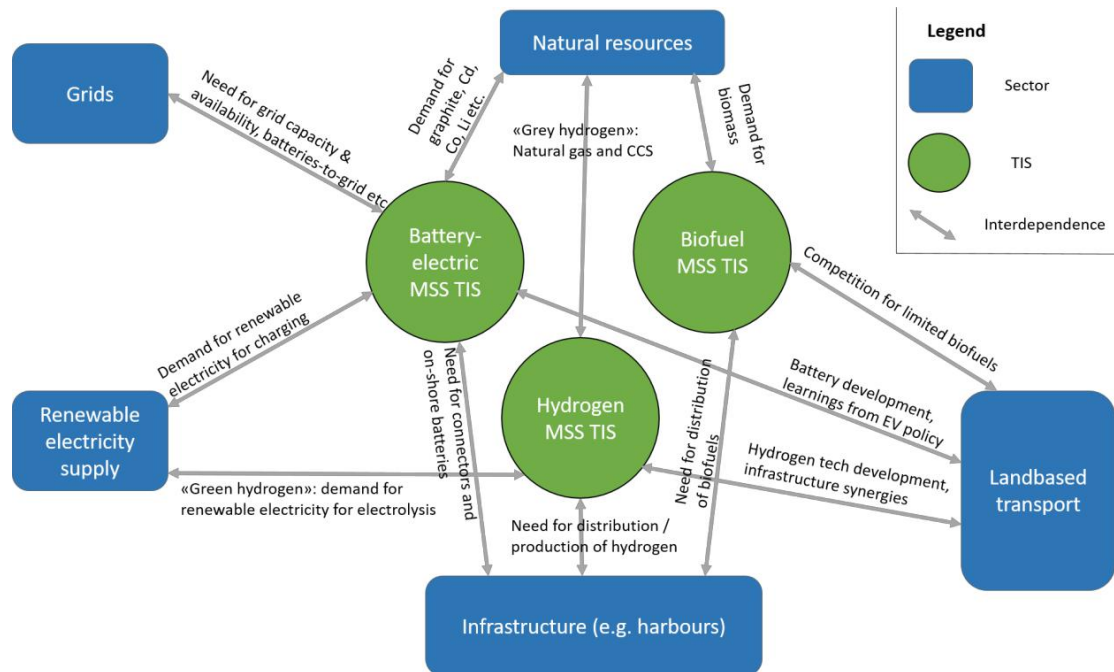 Natural resources
Legend
Grids
Sector
Need for grid capacity &
availability, batteries-to-grid etc
Demand for
graphite, Cd,
Co, Li etc.
«Grey hydrogen»:
Natural gas and CCS
Demand for
biomass
TIS
Interdependence
Battery-
electric
MSS TIS
Biofuel
MSS TIS
Competition for limited biofuels
Demand for renewable
electricity for charging
Need for connectors and
on-shore batteries
Hydrogen
MSS TIS
Need for distribution
of biofuels
Battery development,
learnings from EV policy
Renewable
electricity
supply
Hydrogen tech development,
infrastructure synergies
Landbased
transport
«Green hydrogen»: demand for
renewable electricity for electrolysis
Need for distribution /
production of hydrogen
Infrastructure (e.g. harbours)